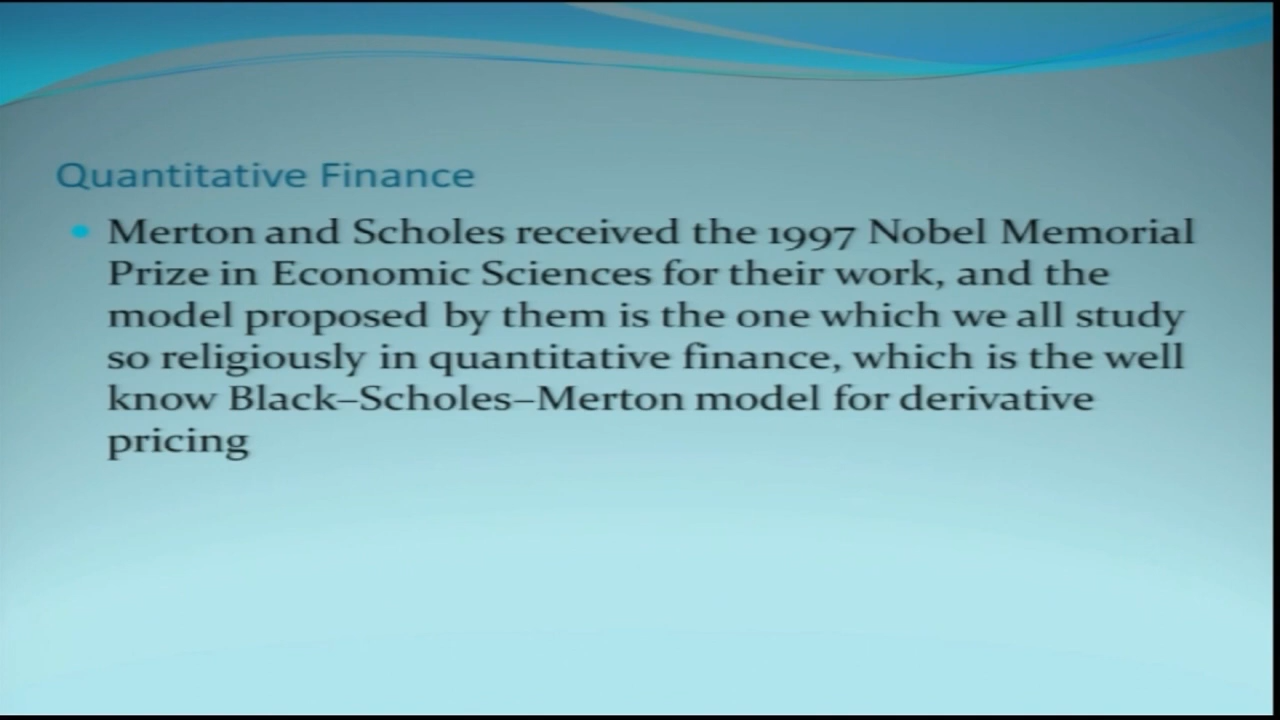 Quantitative Finance
• Merton and Scholes received the 1997 Nobel Memorial
Prize in Economic Sciences for their work, and the
model proposed by them is the one which we all study
so religiously in quantitative finance, which is the well
know Black–Scholes–Merton model for derivative
pricing